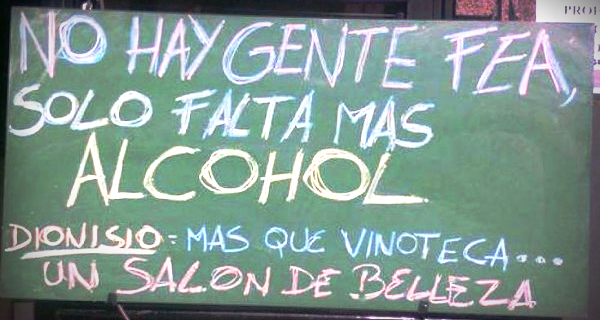 NO HAY GENTE FEA,
SOLO FALTA MAS
ALCOHOL
DIONISIO: MAS QUE VINOTECA...
UN SALON DE BELLEZA